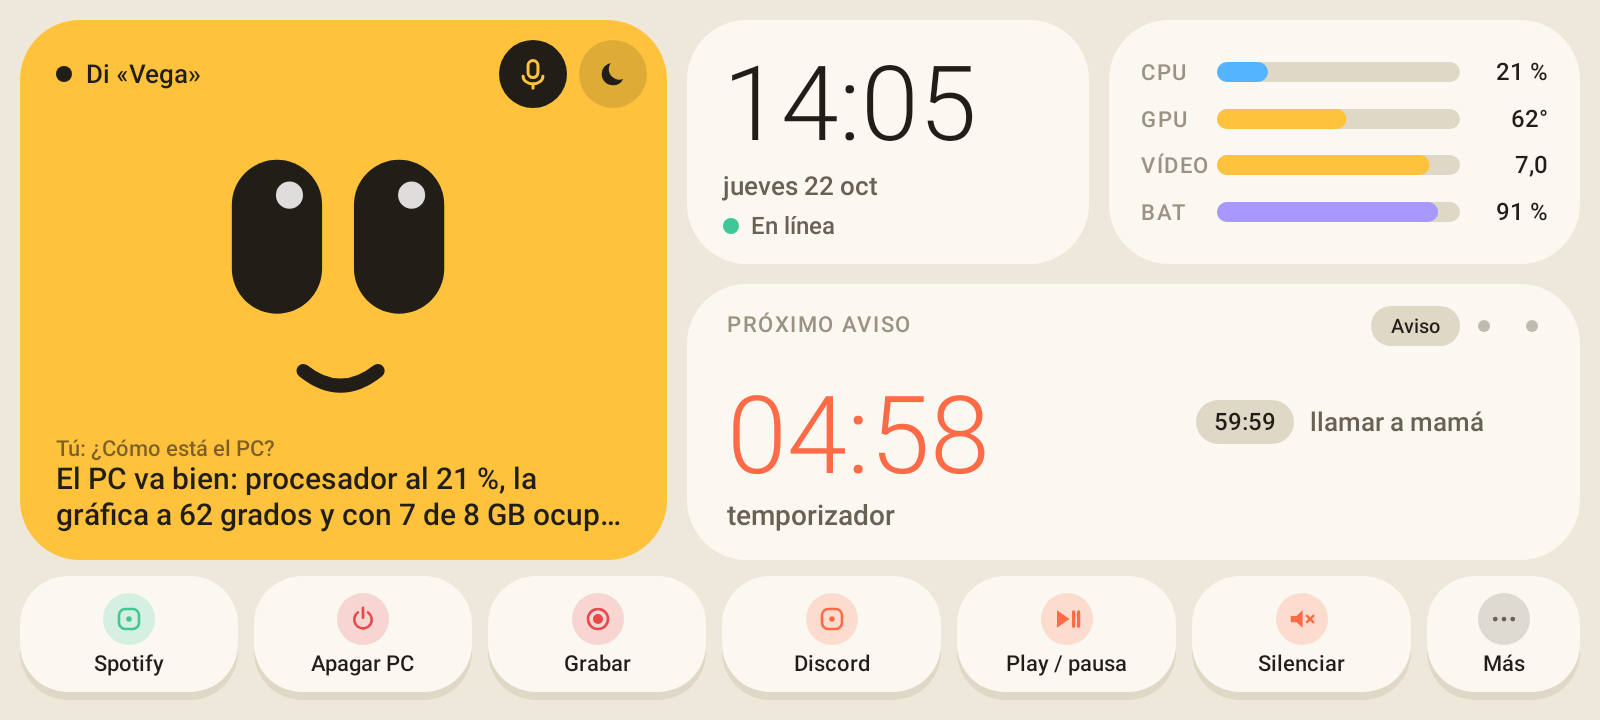 Di «Vega»
Tú: ¿Cómo está el PC?
El PC va bien: procesador al 21 %, la
gráfica a 62 grados y con 7 de 8 GB ocup…
14:05
jueves 22 oct
En línea
CPU 21 %
GPU 62°
VÍDEO 7,0
BAT 91 %
PRÓXIMO AVISO
Aviso
04:58
temporizador
59:59 llamar a mamá
Spotify
Apagar PC
Grabar
Discord
Play / pausa
Silenciar
Más